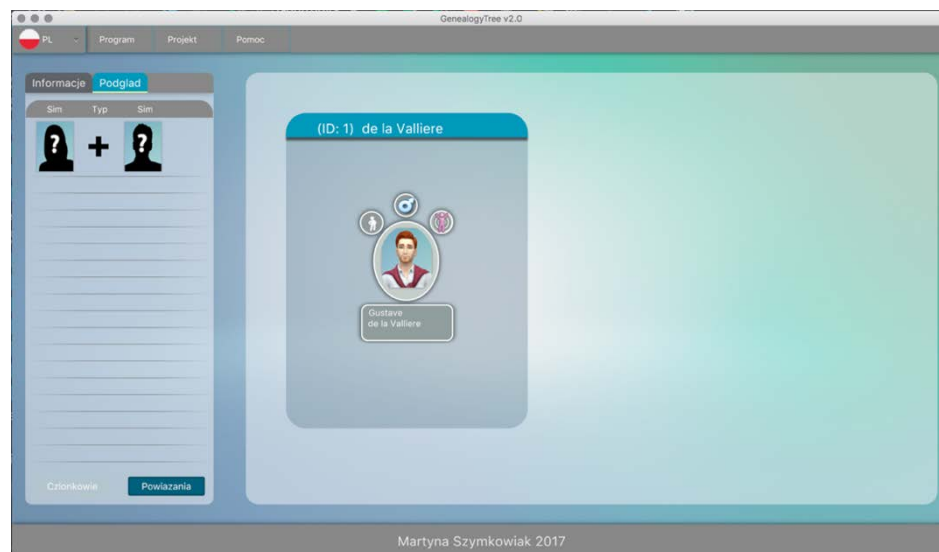 GenealogyTree v2.0
PL Program Projekt Pomoc
Informacje Podglad
Sim Typ Sim
? + ?
(ID: 1) de la Valliere
Gustave
de la Valliere
Czlonkowie Powiazania
Martyna Szymkowiak 2017